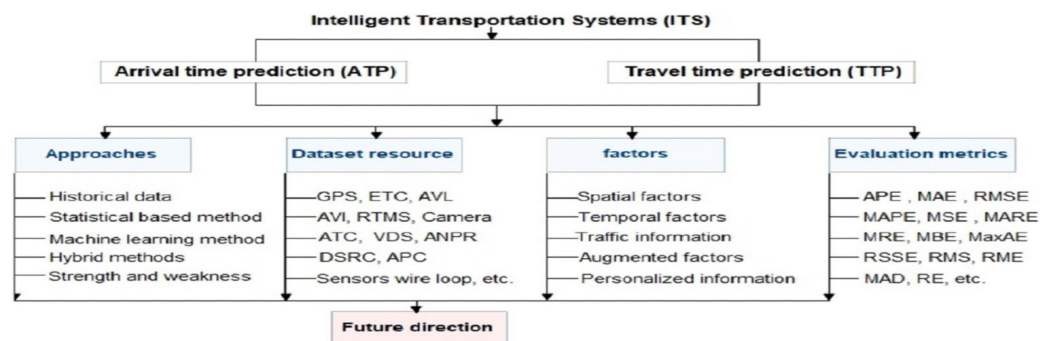 Intelligent Transportation Systems (ITS)
Arrival time prediction (ATP)
Travel time prediction (TTP)
Approaches
Historical data
Statistical based method
Machine learning method
Hybrid methods
Strength and weakness
Dataset resource
GPS, ETC, AVL
AVI, RTMS, Camera
ATC, VDS, ANPR
DSRC, APC
Sensors wire loop, etc.
factors
Spatial factors
Temporal factors
Traffic information
Augmented factors
Personalized information
Evaluation metrics
APE , MAE , RMSE
MAPE, MSE , MARE
MRE, MBE, MaxAE
RSSE, RMS, RME
MAD, RE, etc.
Future direction